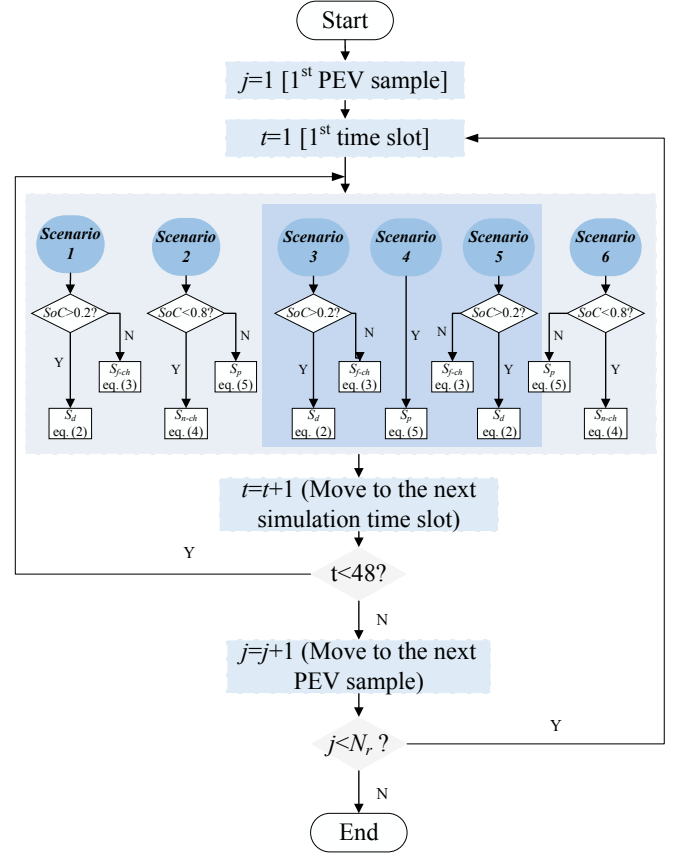 Start
j=1 [1st PEV sample]
t=1 [1st time slot]
Scenario
1
Scenario
2
Scenario
3
Scenario
4
Scenario
5
Scenario
6
SoC>0.2?
SoC<0.8?
SoC>0.2?
SoC>0.2?
SoC<0.8?
N
N
N
N
N
Y
Y
Y
Y
Y
Sf-ch
eq. (3)
Sp
eq. (5)
Sf-ch
eq. (3)
Sf-ch
eq. (3)
Sp
eq. (5)
Sd
eq. (2)
Sn-ch
eq. (4)
Sd
eq. (2)
Sp
eq. (5)
Sd
eq. (2)
Sn-ch
eq. (4)
t=t+1 (Move to the next
simulation time slot)
Y
t<48?
N
j=j+1 (Move to the next
PEV sample)
Y
j<Nr ?
N
End